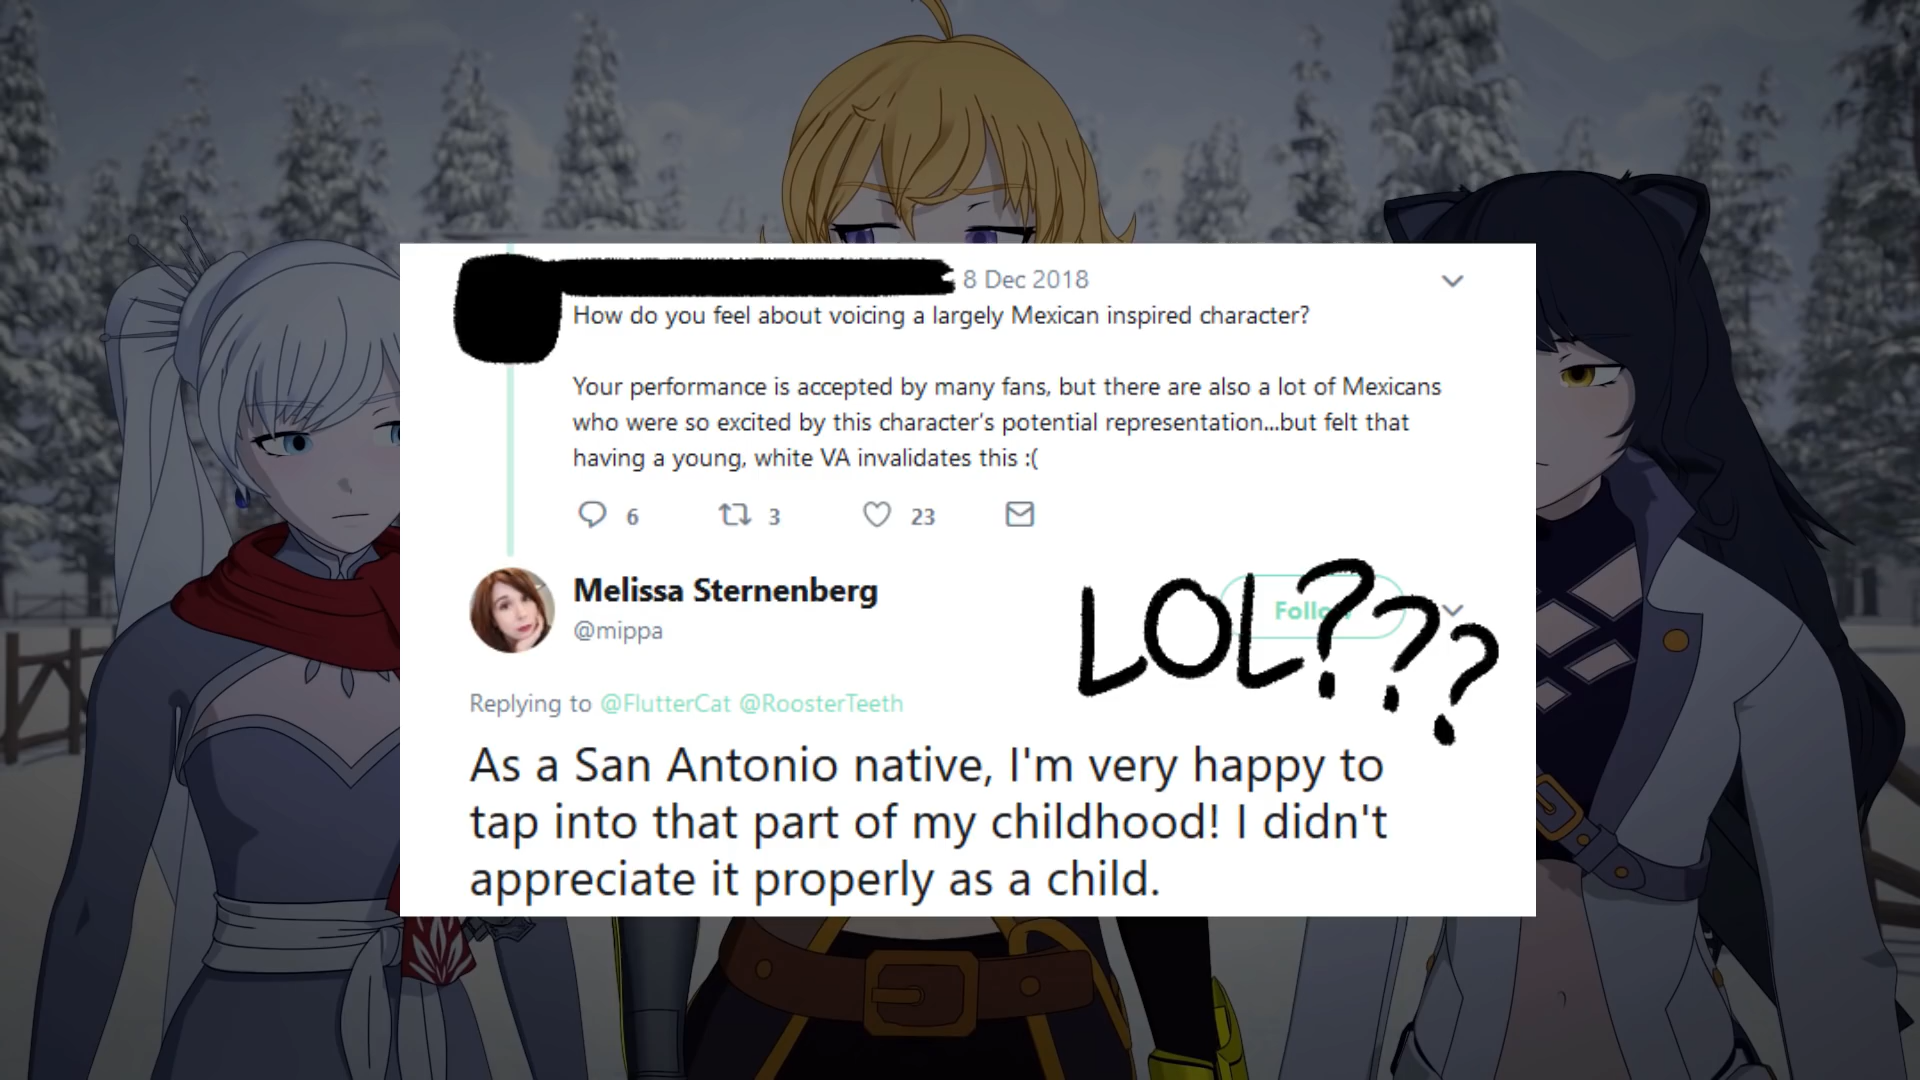 8 Dec 2018
How do you feel about voicing a largely Mexican inspired character?
Your performance is accepted by many fans, but there are also a lot of Mexicans
who were so excited by this character's potential representation...but felt that
having a young, white VA invalidates this :(
6 3 23
Melissa Sternenberg
@mippa
LOL???
Replying to @FlutterCat @RoosterTeeth
As a San Antonio native, I'm very happy to
tap into that part of my childhood! I didn't
appreciate it properly as a child.